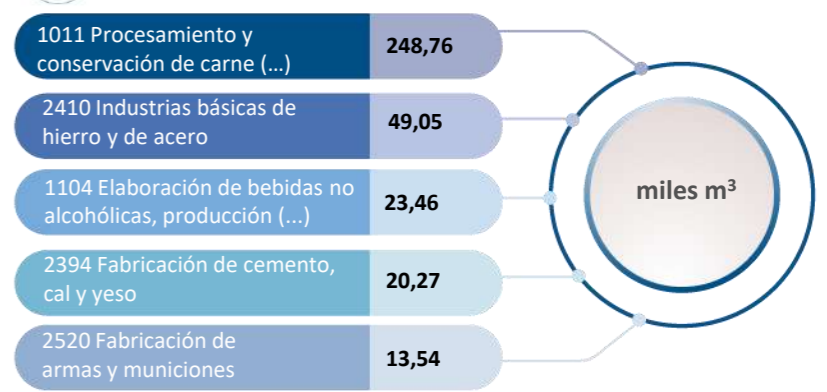 1011 Procesamiento y
conservación de carne (...)
248,76
2410 Industrias básicas de
hierro y de acero
49,05
1104 Elaboración de bebidas no
alcohólicas, producción (...)
23,46
2394 Fabricación de cemento,
cal y yeso
20,27
2520 Fabricación de
armas y municiones
13,54
miles m³